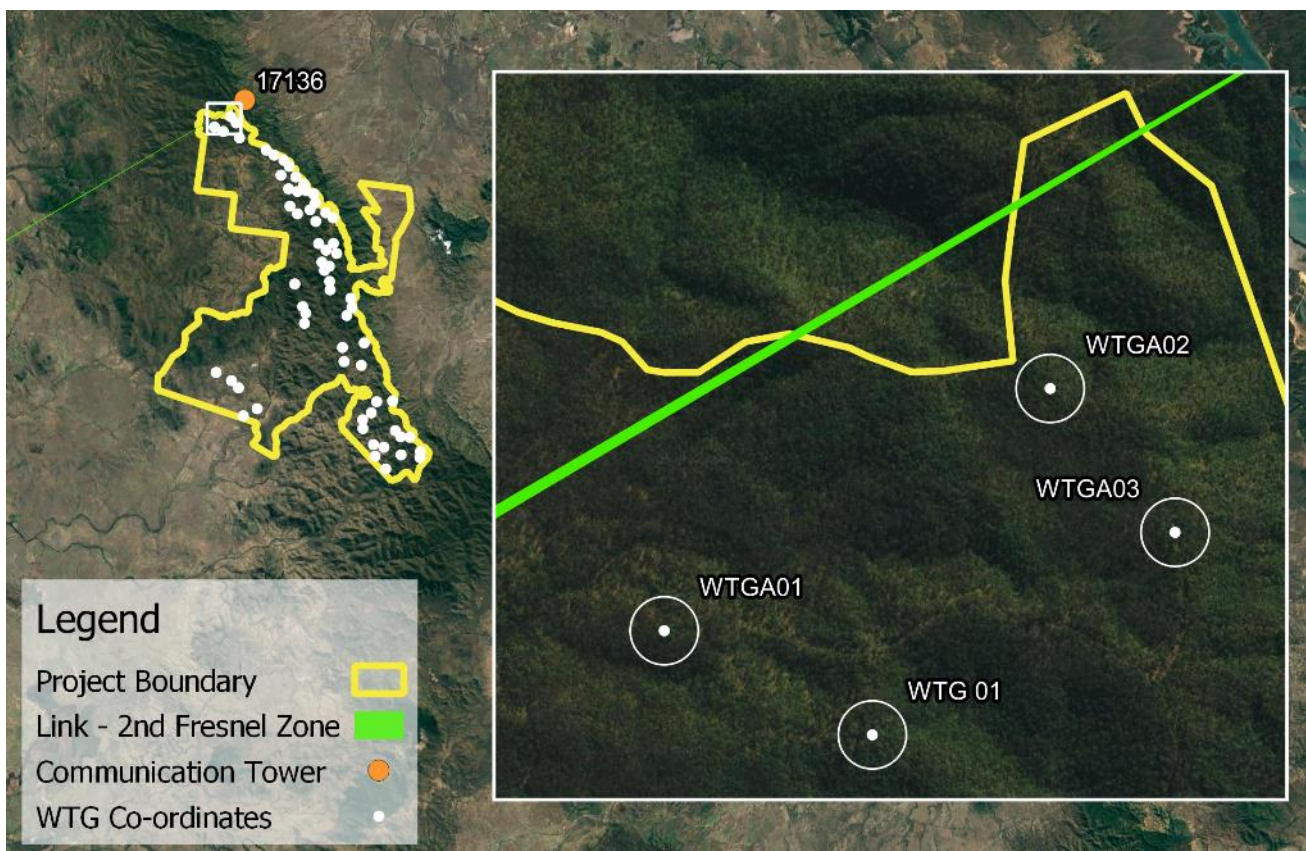 17136
WTGA02
WTGA03
WTGA01
WTG 01
Legend
Project Boundary
Link - 2nd Fresnel Zone
Communication Tower
WTG Co-ordinates